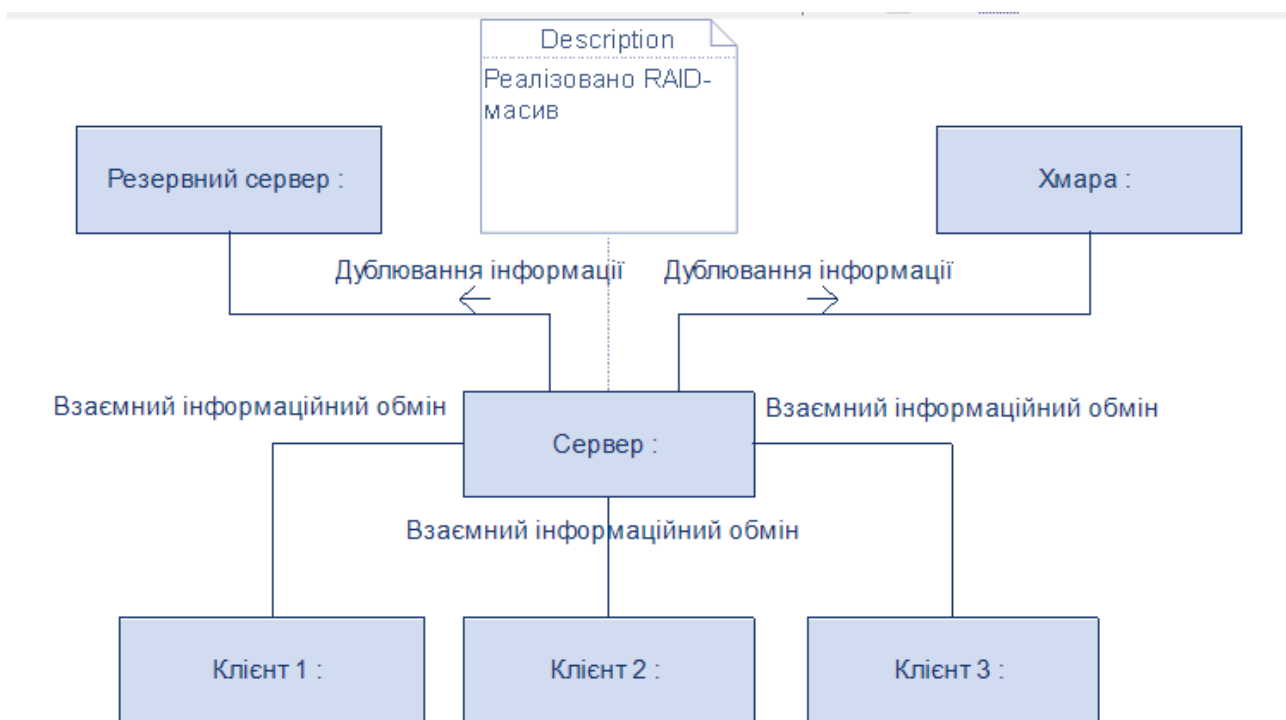 Description
Реалізовано RAID-
масив
Резервний сервер :
Хмара :
Дублювання інформації
Дублювання інформації
Взаємний інформаційний обмін
Взаємний інформаційний обмін
Сервер :
Взаємний інформаційний обмін
Клієнт 1 :
Клієнт 2 :
Клієнт 3 :